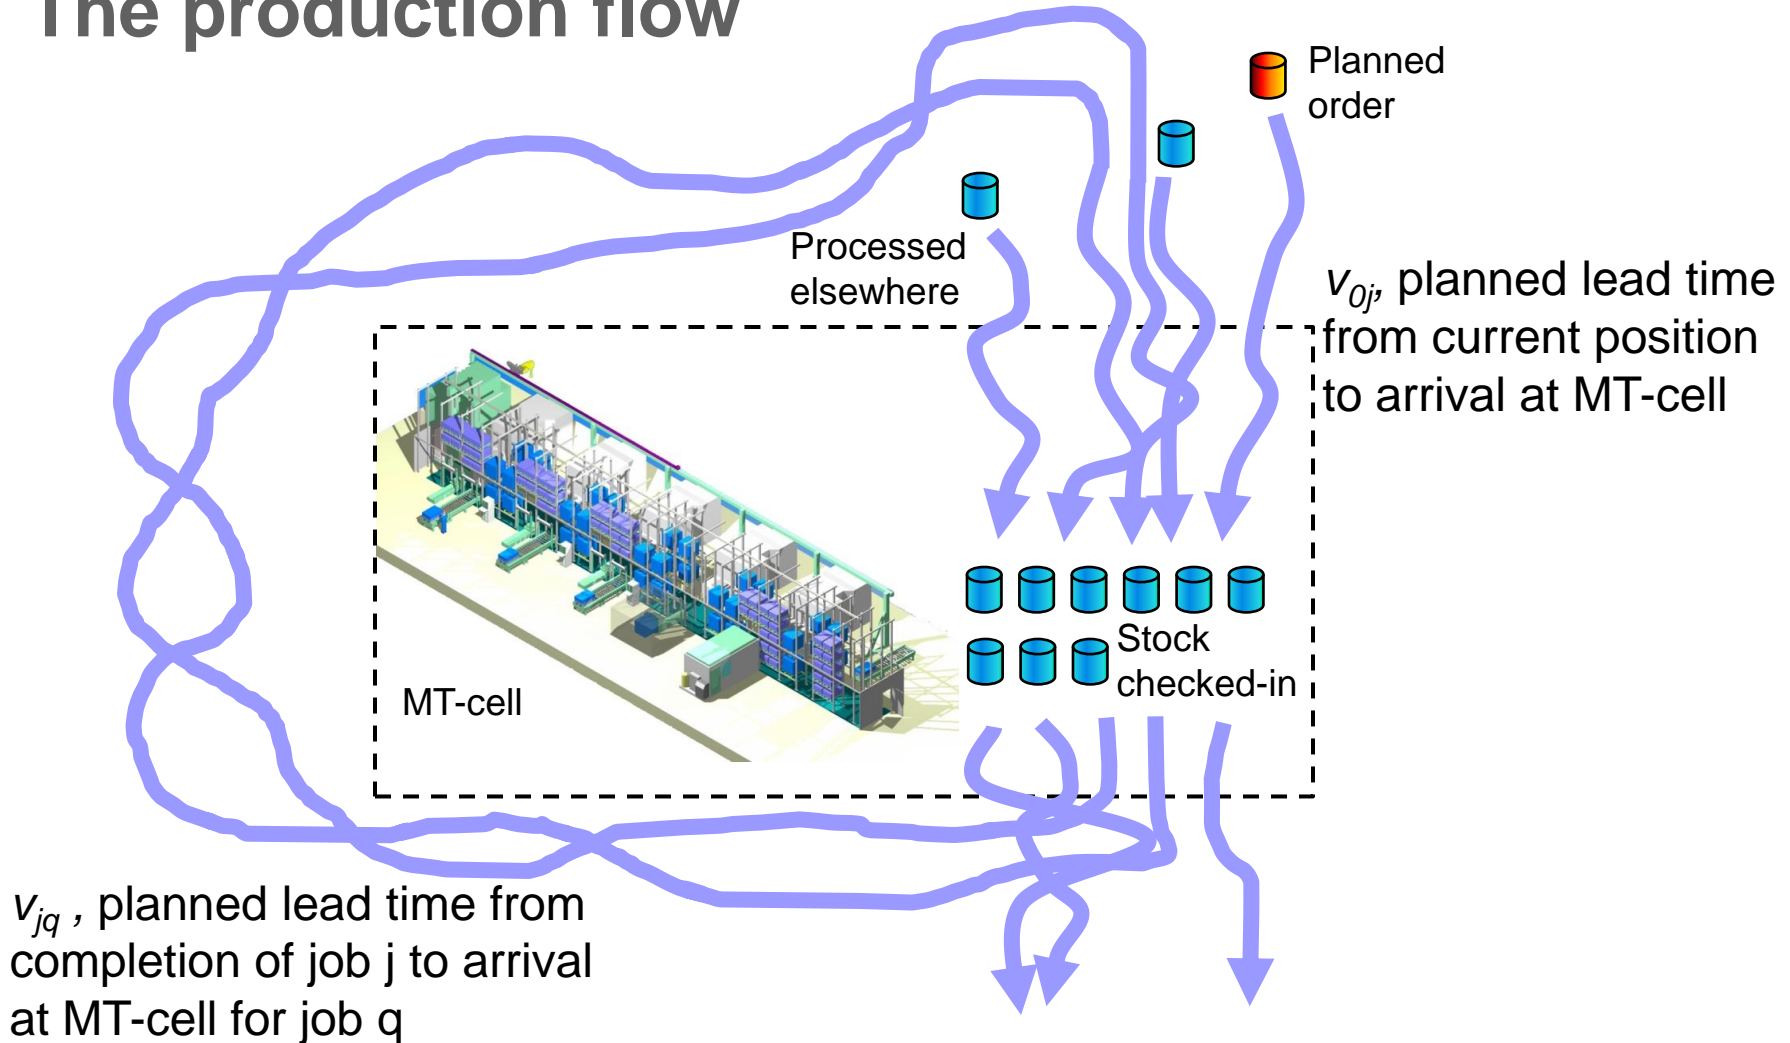 The production flow
Planned
order
Processed
elsewhere
v0j, planned lead time
from current position
to arrival at MT-cell
Stock
checked-in
MT-cell
vjq , planned lead time from
completion of job j to arrival
at MT-cell for job q